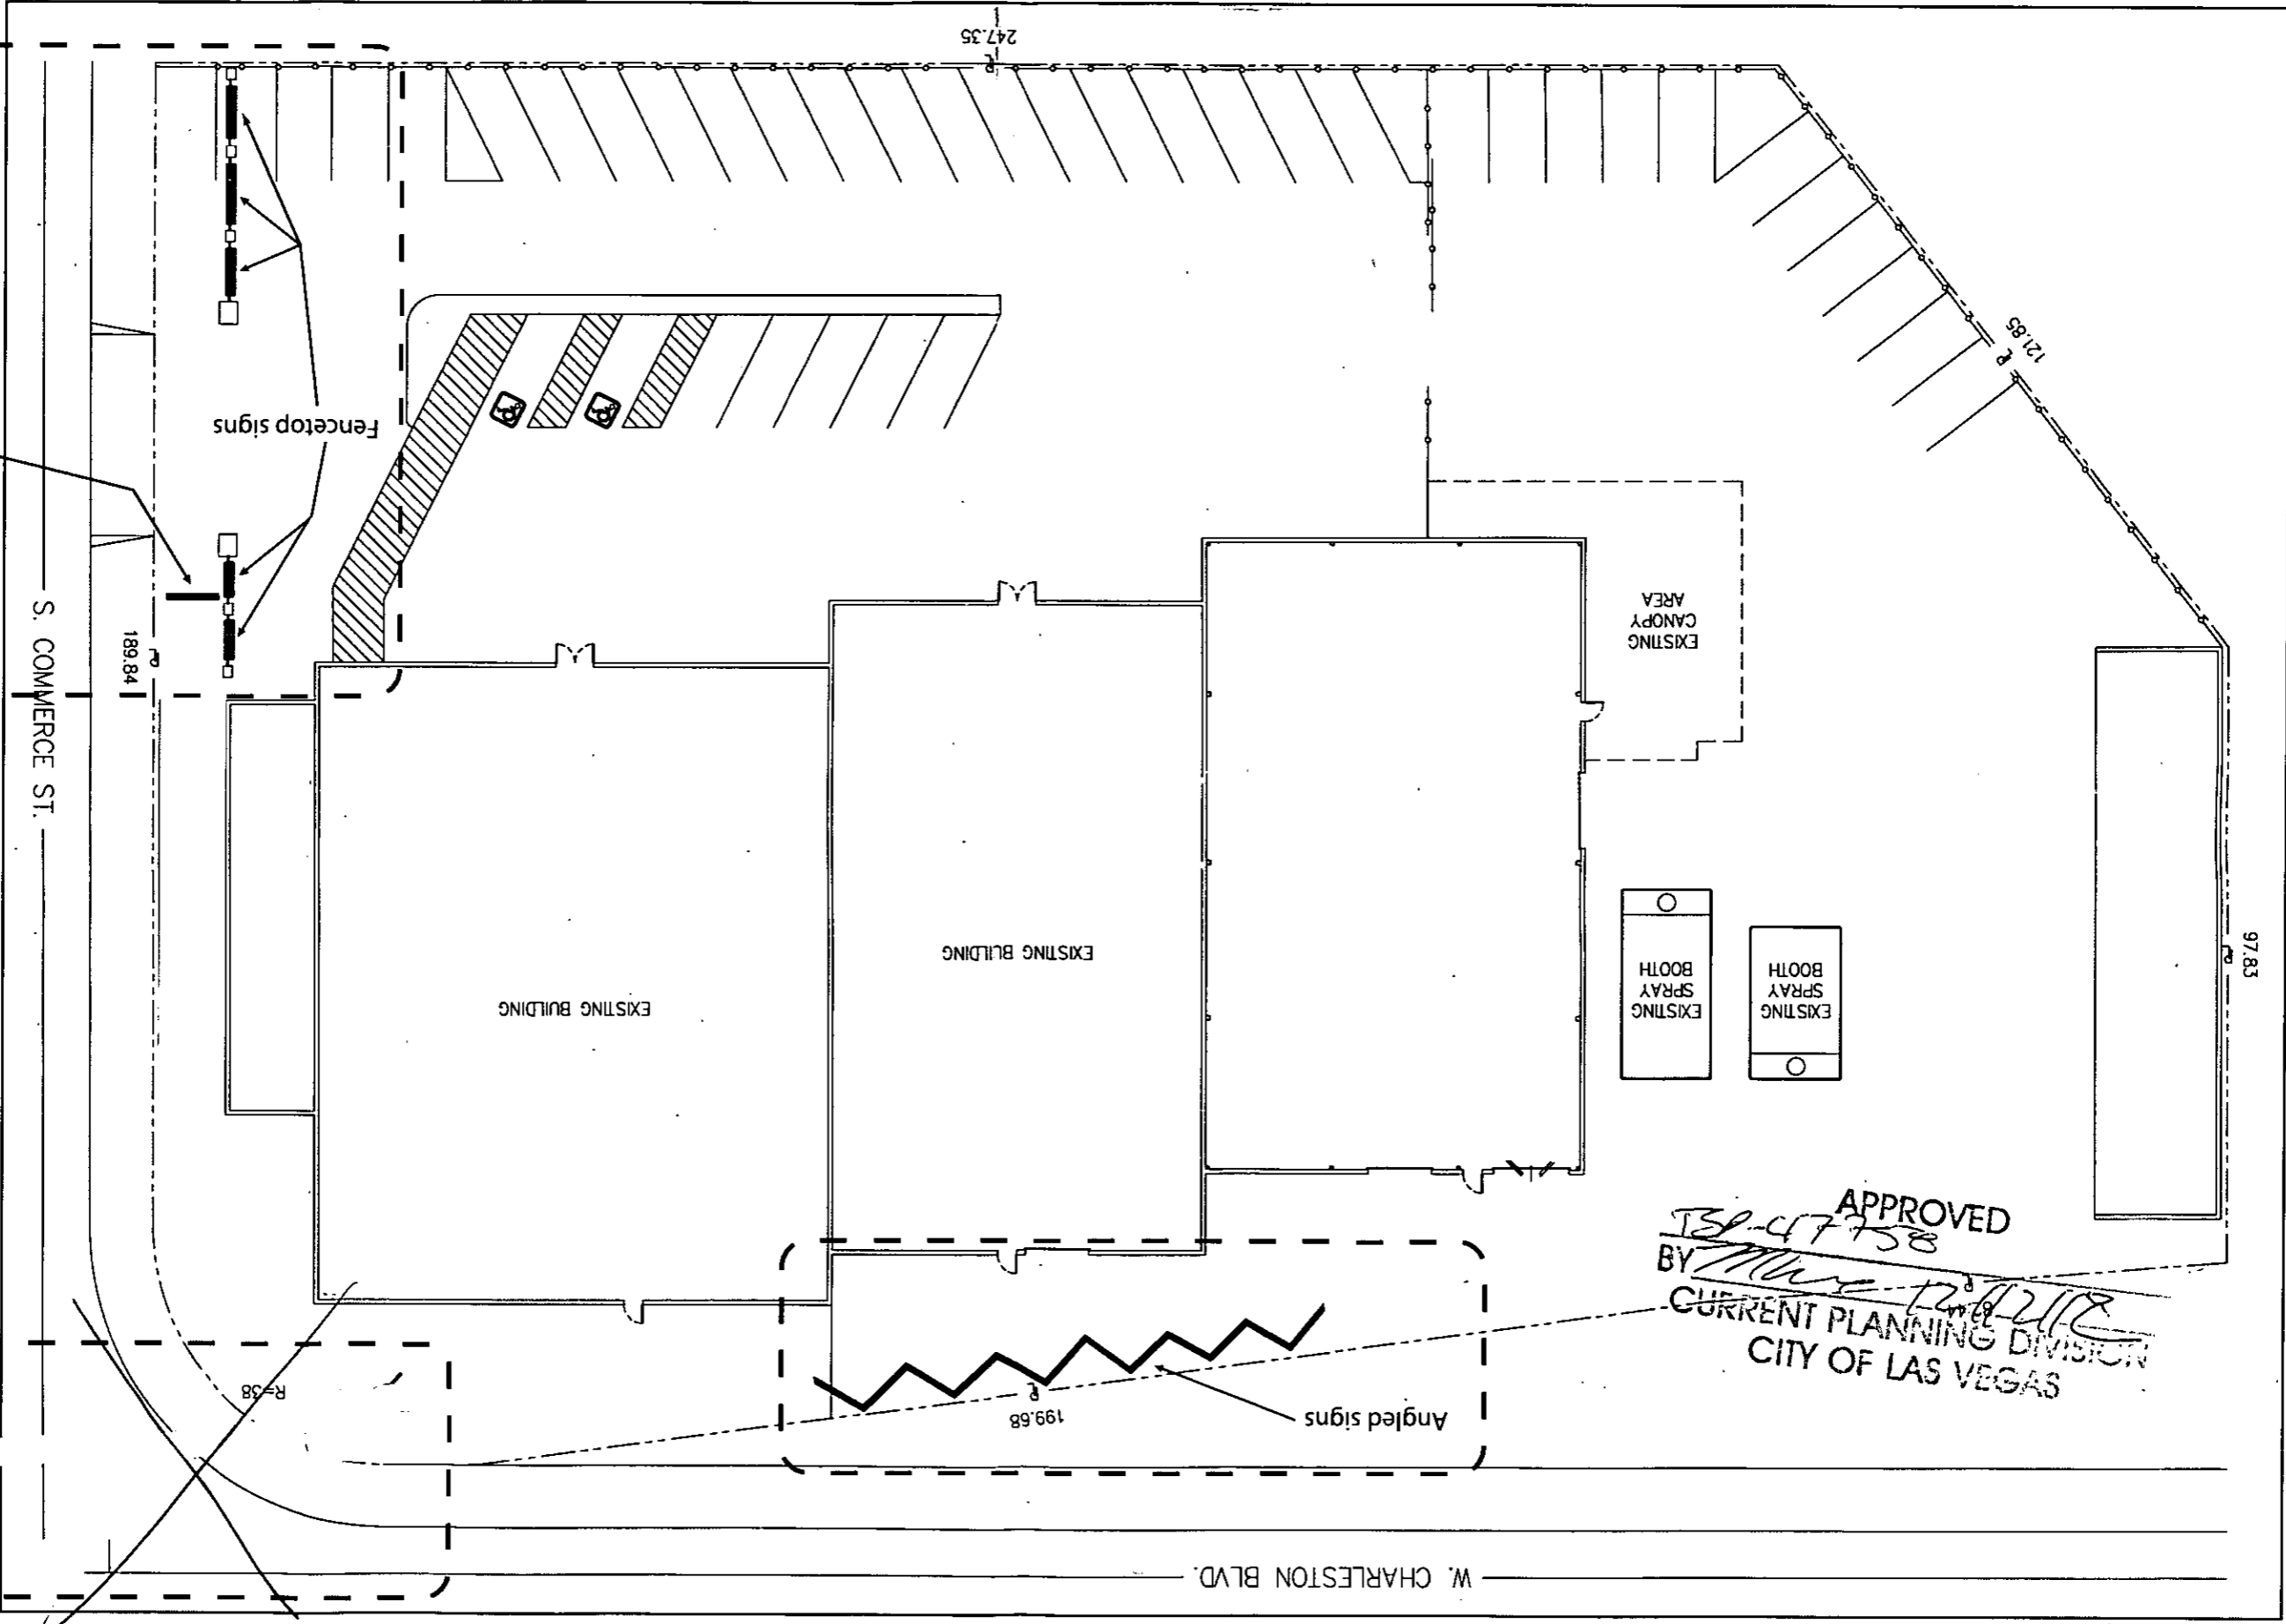 247.35
121.85
Fencetop signs
EXISTING
CANOPY
AREA
S. COMMERCE ST.
189.84
EXISTING BUILDING
EXISTING BUILDING
EXISTING
SPRAY
BOOTH
EXISTING
SPRAY
BOOTH
97.83
APPROVED
BY
CURRENT PLANNING DIVISION
CITY OF LAS VEGAS
R=38
199.68
Angled signs
W. CHARLESTON BLVD.